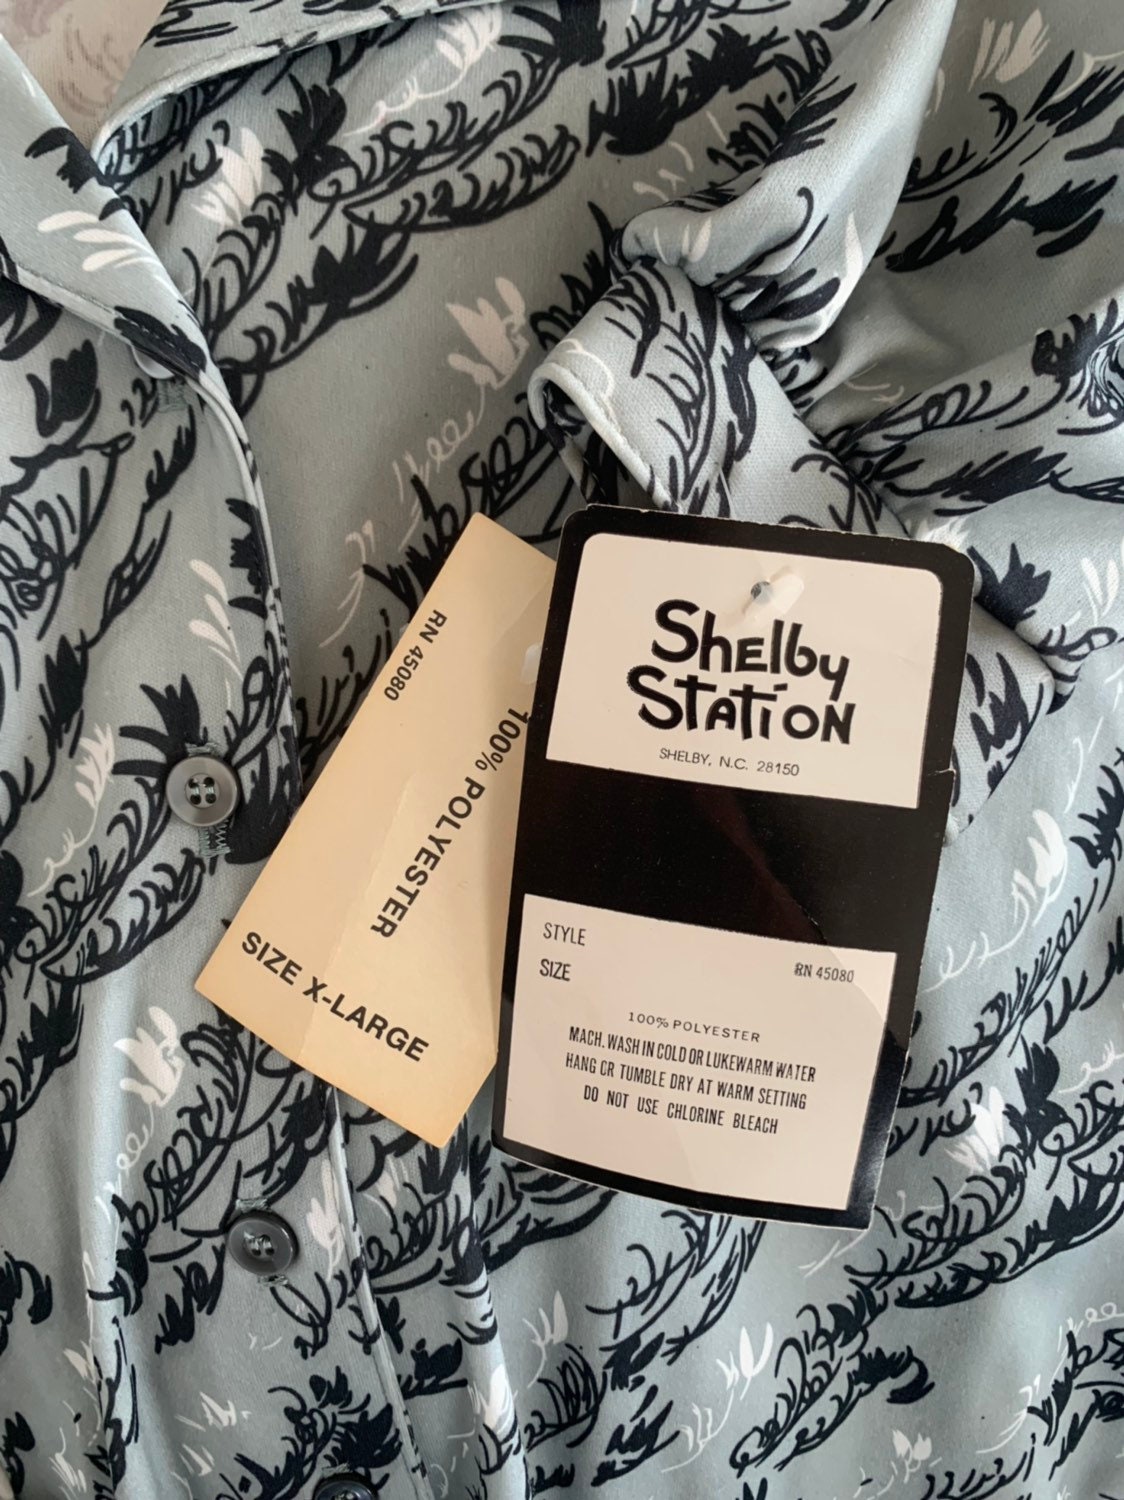 RN 45080
100% POLYESTER
SIZE X-LARGE
ShElby
StatioN
SHELBY, N.C. 28150
STYLE
SIZE
RN 45080
100% POLYESTER
MACH. WASH IN COLD OR LUKEWARM WATER
HANG CR TUMBLE DRY AT WARM SETTING
DO NOT USE CHLORINE BLEACH